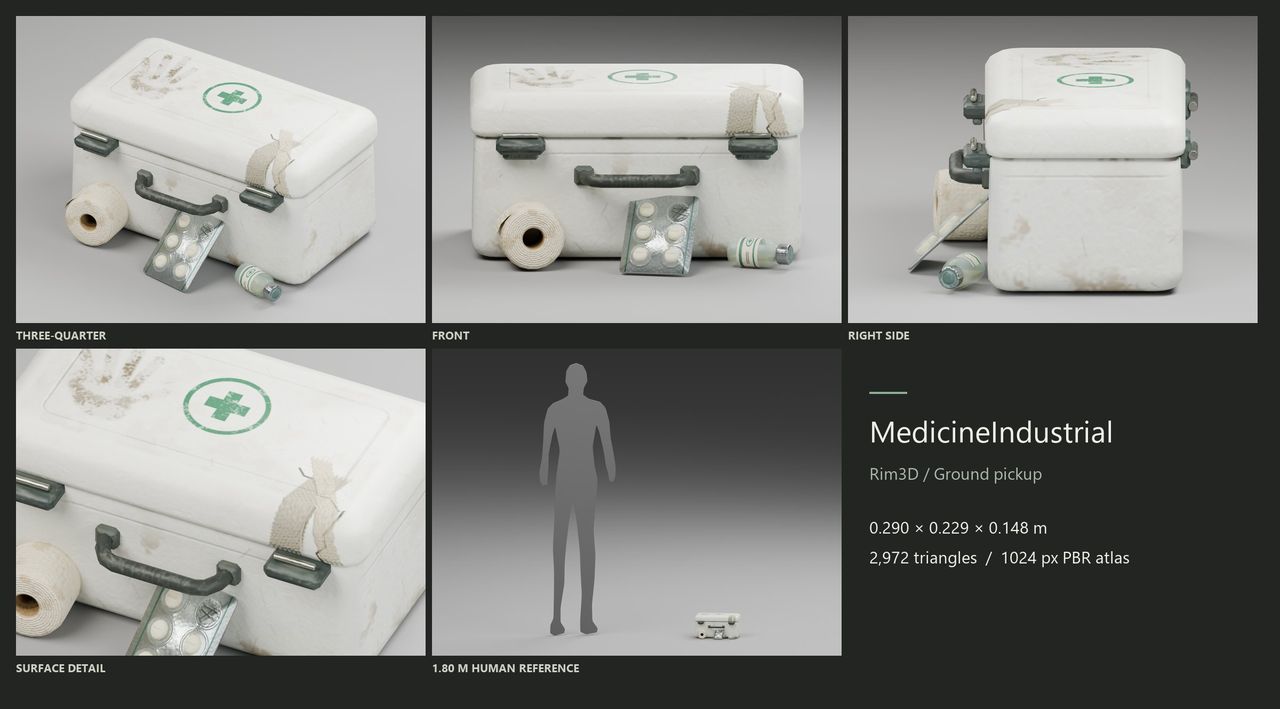 THREE-QUARTER
FRONT
RIGHT SIDE
SURFACE DETAIL
1.80 M HUMAN REFERENCE
MedicineIndustrial
Rim3D / Ground pickup
0.290 × 0.229 × 0.148 m
2,972 triangles / 1024 px PBR atlas